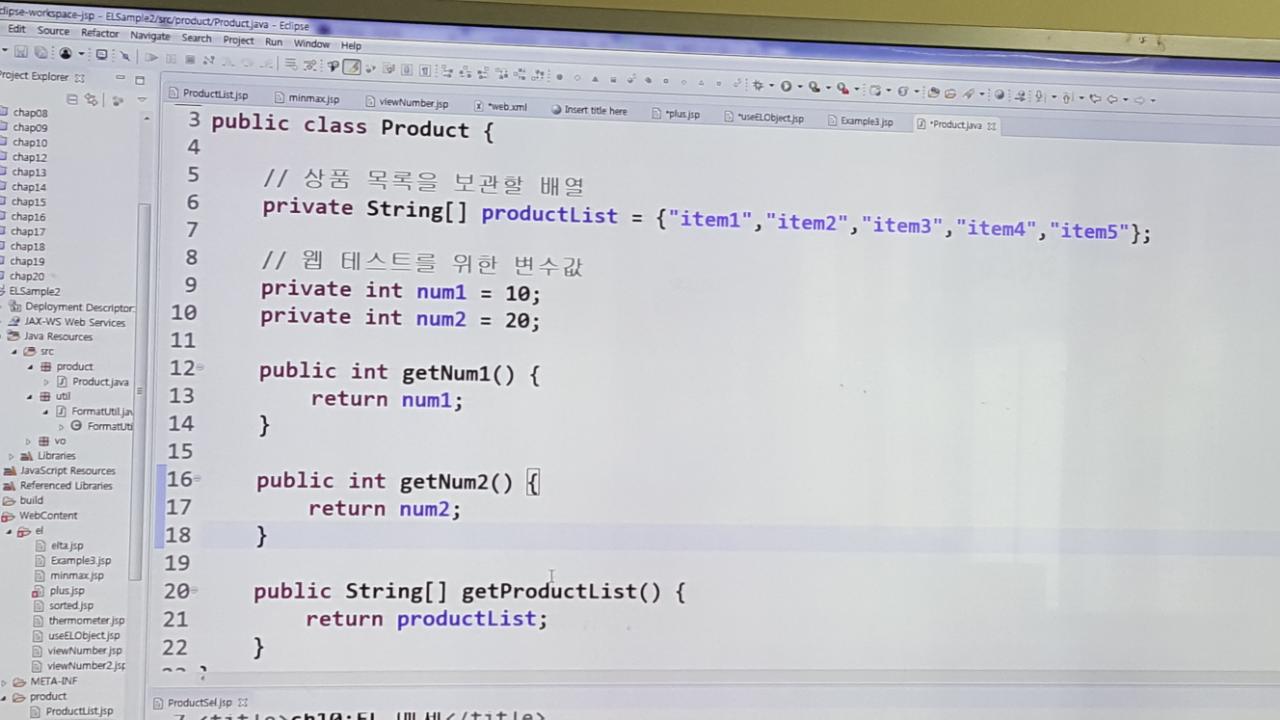 clipse-workspace-jsp - ELSample2/src/product/Product.java - Eclipse
Edit Source Refactor Navigate Search Project Run Window Help
Project Explorer
ProductList.jsp minmax.jsp viewNumber.jsp *web.xml Insert title here *plus.jsp *useELObject.jsp Example3.jsp *Product.java
chap08
chap09
chap10
chap12
chap13
chap14
chap15
chap16
chap17
chap18
chap19
chap20
ELSample2
Deployment Descriptor:
JAX-WS Web Services
Java Resources
src
product
Product.java
util
FormatUtil.jav
FormatUti
vo
Libraries
JavaScript Resources
Referenced Libraries
build
WebContent
el
elta.jsp
Example3.jsp
minmax.jsp
plus.jsp
sorted.jsp
thermometer.jsp
useELObject.jsp
viewNumber.jsp
viewNumber2.jsp
META-INF
product
ProductList.jsp
3 public class Product {
4
5 // 상품 목록을 보관할 배열
6 private String[] productList = {"item1","item2","item3","item4","item5"};
7
8 // 웹 테스트를 위한 변수값
9 private int num1 = 10;
10 private int num2 = 20;
11
12 public int getNum1() {
13 return num1;
14 }
15
16 public int getNum2() {
17 return num2;
18 }
19
20 public String[] getProductList() {
21 return productList;
22 }
ProductSel.jsp